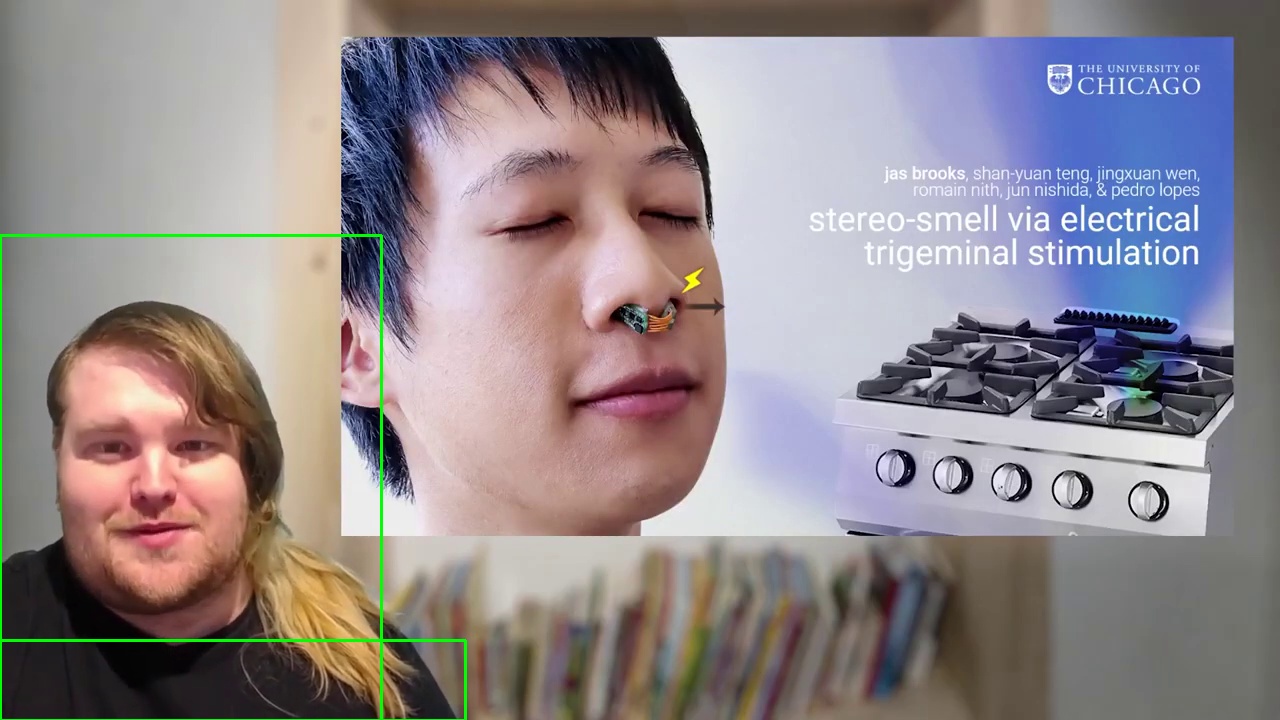 THE UNIVERSITY OF
CHICAGO
jas brooks, shan-yuan teng, jingxuan wen,
romain nith, jun nishida, & pedro lopes
stereo-smell via electrical
trigeminal stimulation